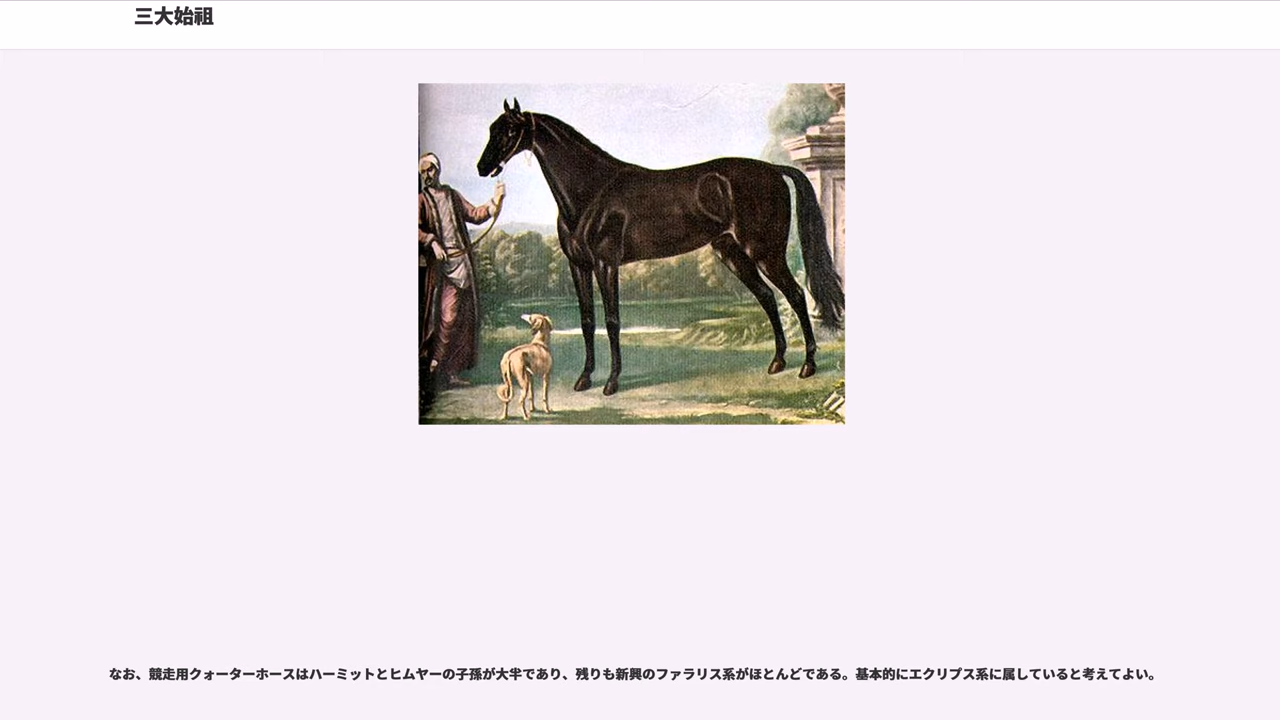 三大始祖
なお、競走用クォーターホースはハーミットとヒムヤーの子孫が大半であり、残りも新興のファラリス系がほとんどである。基本的にエクリプス系に属していると考えてよい。